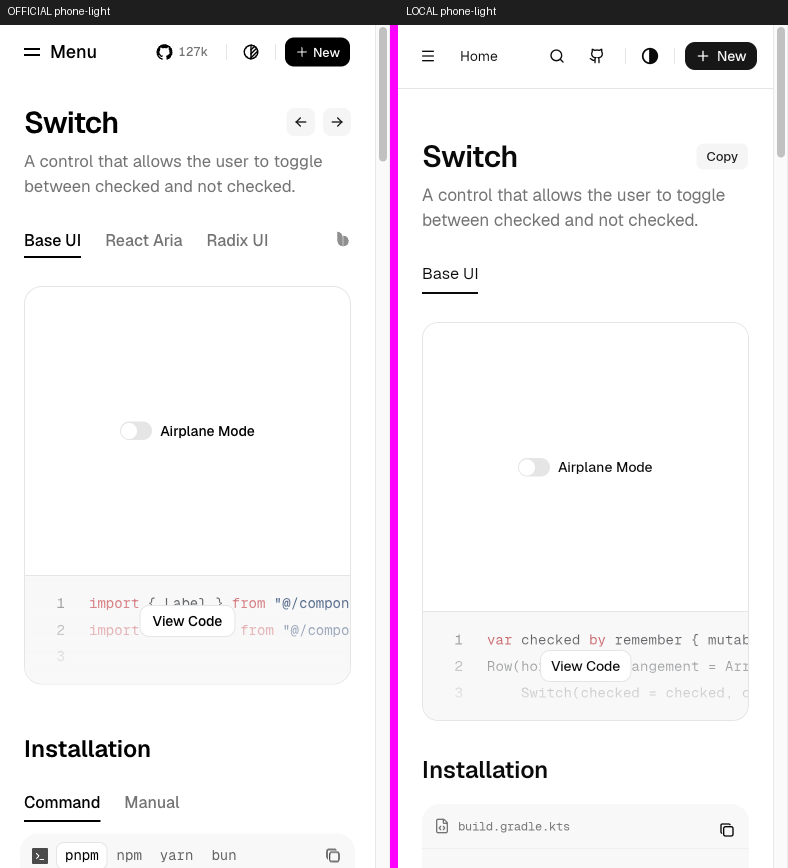 OFFICIAL phone-light
Menu
127k
New
Switch
A control that allows the user to toggle
between checked and not checked.
Base UI React Aria Radix UI
Airplane Mode
1 import { Label } from "@/compon
View Code
2 import from "@/compo
3
Installation
Command Manual
pnpm npm yarn bun
LOCAL phone-light
Home
New
Switch
Copy
A control that allows the user to toggle
between checked and not checked.
Base UI
Airplane Mode
1 var checked by remember { mutab
2 Row(ho angement = Arr
View Code
3 Switch(checked = checked, c
Installation
build.gradle.kts